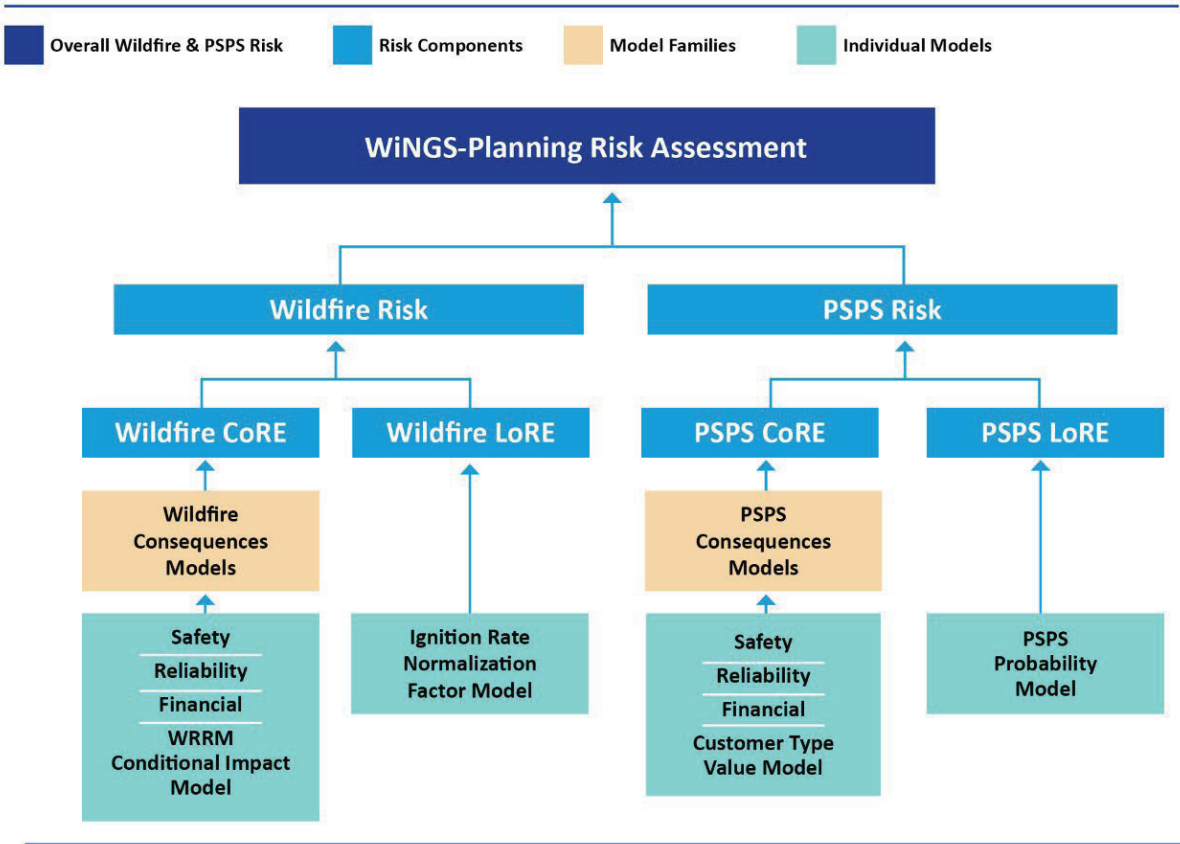 Overall Wildfire & PSPS Risk
Risk Components
Model Families
Individual Models
WiNGS-Planning Risk Assessment
Wildfire Risk
PSPS Risk
Wildfire CoRE
Wildfire LoRE
PSPS CoRE
PSPS LoRE
Wildfire
Consequences
Models
PSPS
Consequences
Models
Safety
Reliability
Financial
WRRM
Conditional Impact
Model
Ignition Rate
Normalization
Factor Model
Safety
Reliability
Financial
Customer Type
Value Model
PSPS
Probability
Model